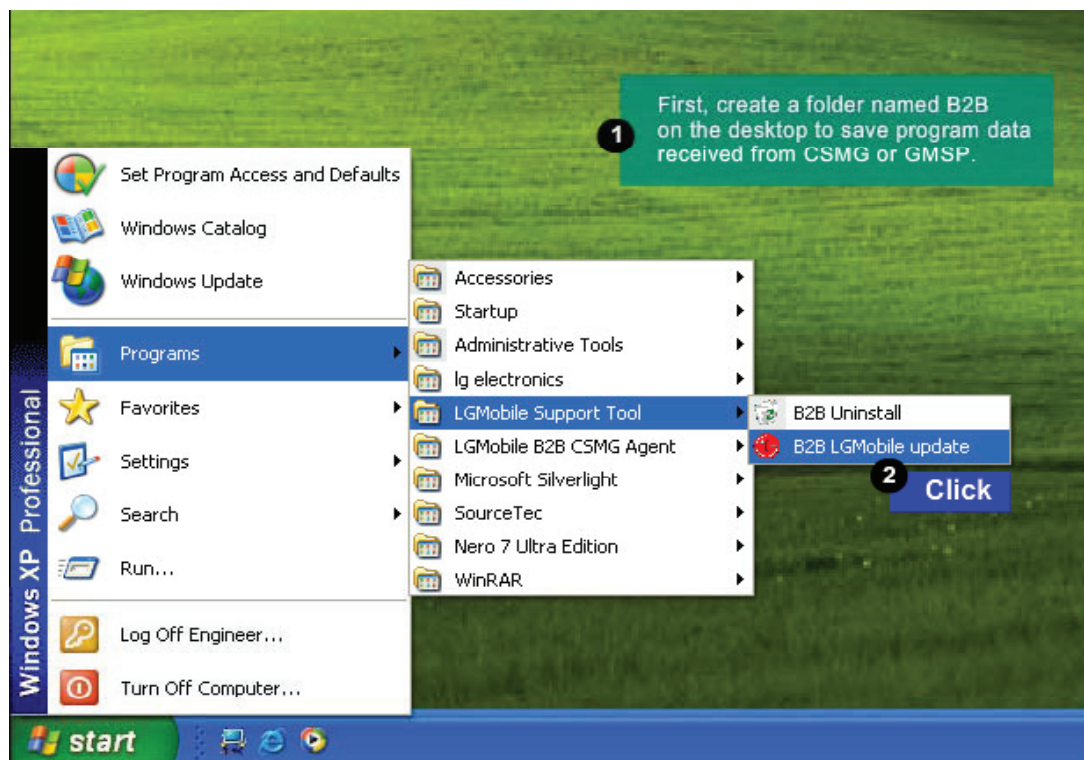 1
First, create a folder named B2B
on the desktop to save program data
received from CSMG or GMSP.
Windows XP Professional
Set Program Access and Defaults
Windows Catalog
Windows Update
Programs
Favorites
Settings
Search
Run...
Log Off Engineer...
Turn Off Computer...
Accessories
Startup
Administrative Tools
lg electronics
LGMobile Support Tool
LGMobile B2B CSMG Agent
Microsoft Silverlight
SourceTec
Nero 7 Ultra Edition
WinRAR
B2B Uninstall
B2B LGMobile update
2
Click
start